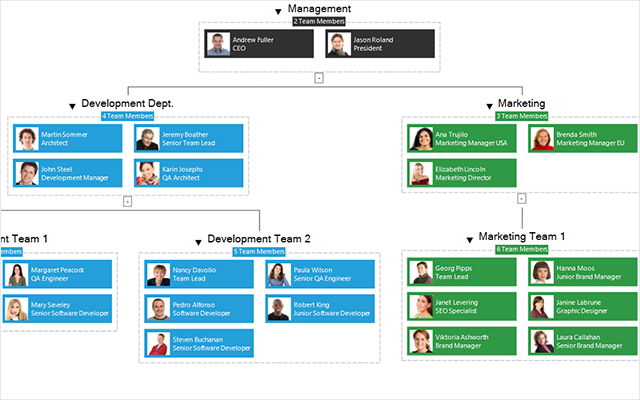 Management
2 Team Members
Andrew Fuller
CEO
Jason Roland
President
-
Development Dept.
4 Team Members
Martin Sommer
Architect
Jeremy Boather
Senior Team Lead
John Steel
Development Manager
Karin Josephs
QA Architect
-
Marketing
3 Team Members
Ana Trujilo
Marketing Manager USA
Brenda Smith
Marketing Manager EU
Elizabeth Lincoln
Marketing Director
-
nt Team 1
embers
Margaret Peacock
QA Engineer
Mary Saveley
Senior Software Developer
Development Team 2
5 Team Members
Nancy Davolio
Team Lead
Paula Wilson
Senior QA Engineer
Pedro Alfonso
Software Developer
Robert King
Junior Software Developer
Steven Buchanan
Senior Software Developer
Marketing Team 1
6 Team Members
Georg Pipps
Team Lead
Hanna Moos
Junior Brand Manager
Janet Levering
SEO Specialist
Janine Labrune
Graphic Designer
Viktoria Ashworth
Brand Manager
Laura Callahan
Senior Brand Manager